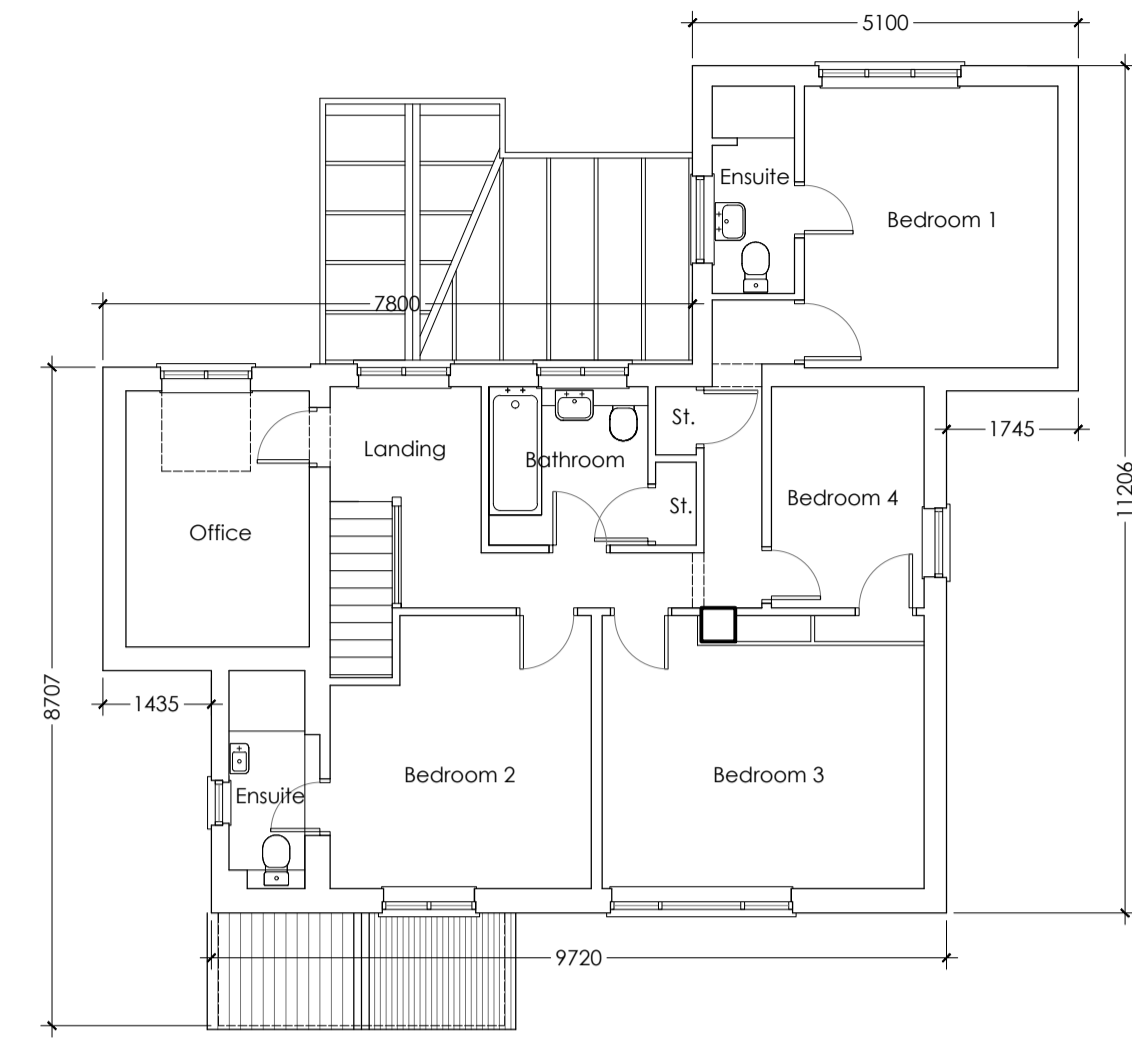 5100
Ensuite
Bedroom 1
7800
1745
St.
Landing
Bathroom
11206
Bedroom 4
St.
Office
8707
1435
Bedroom 2
Bedroom 3
Ensuite
9720